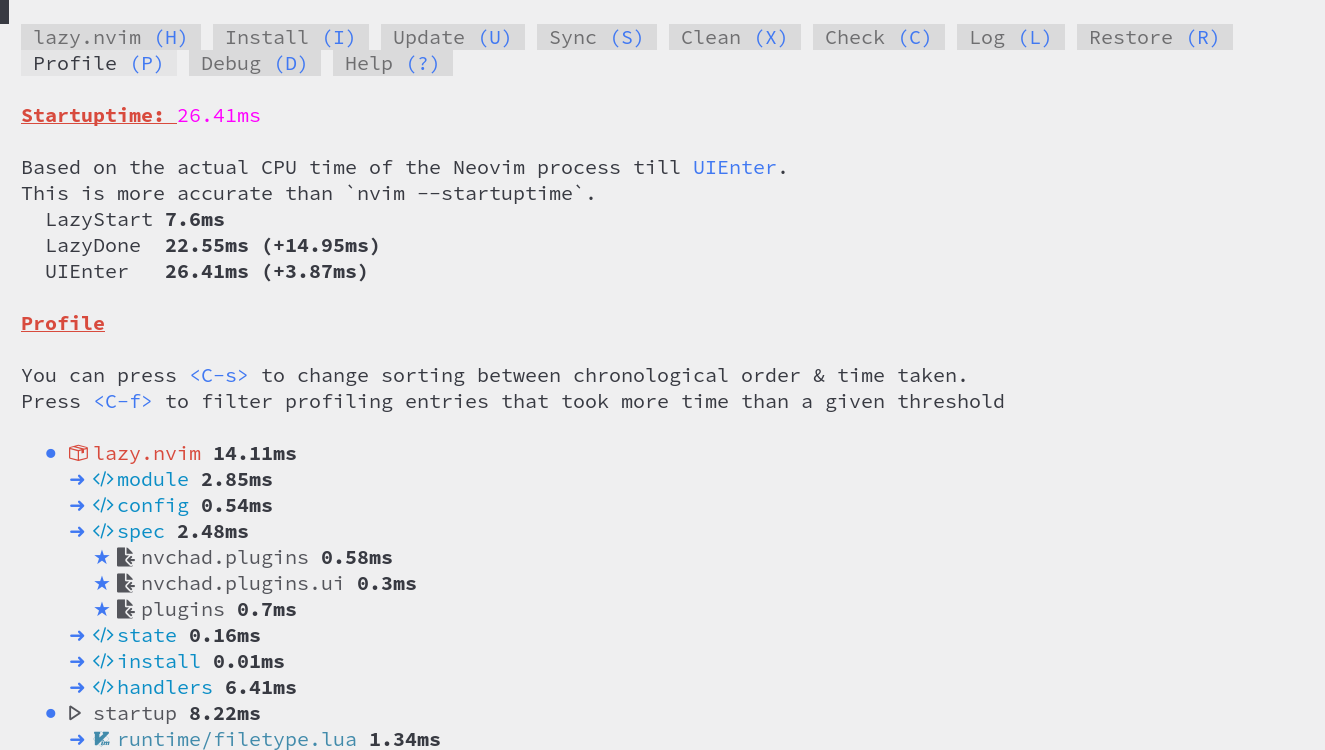 lazy.nvim (H) Install (I) Update (U) Sync (S) Clean (X) Check (C) Log (L) Restore (R)
Profile (P) Debug (D) Help (?)
Startuptime: 26.41ms
Based on the actual CPU time of the Neovim process till UIEnter.
This is more accurate than `nvim --startuptime`.
LazyStart 7.6ms
LazyDone 22.55ms (+14.95ms)
UIEnter 26.41ms (+3.87ms)
Profile
You can press <C-s> to change sorting between chronological order & time taken.
Press <C-f> to filter profiling entries that took more time than a given threshold
● lazy.nvim 14.11ms
➜ </>module 2.85ms
➜ </>config 0.54ms
➜ </>spec 2.48ms
★ nvchad.plugins 0.58ms
★ nvchad.plugins.ui 0.3ms
★ plugins 0.7ms
➜ </>state 0.16ms
➜ </>install 0.01ms
➜ </>handlers 6.41ms
● startup 8.22ms
➜ runtime/filetype.lua 1.34ms